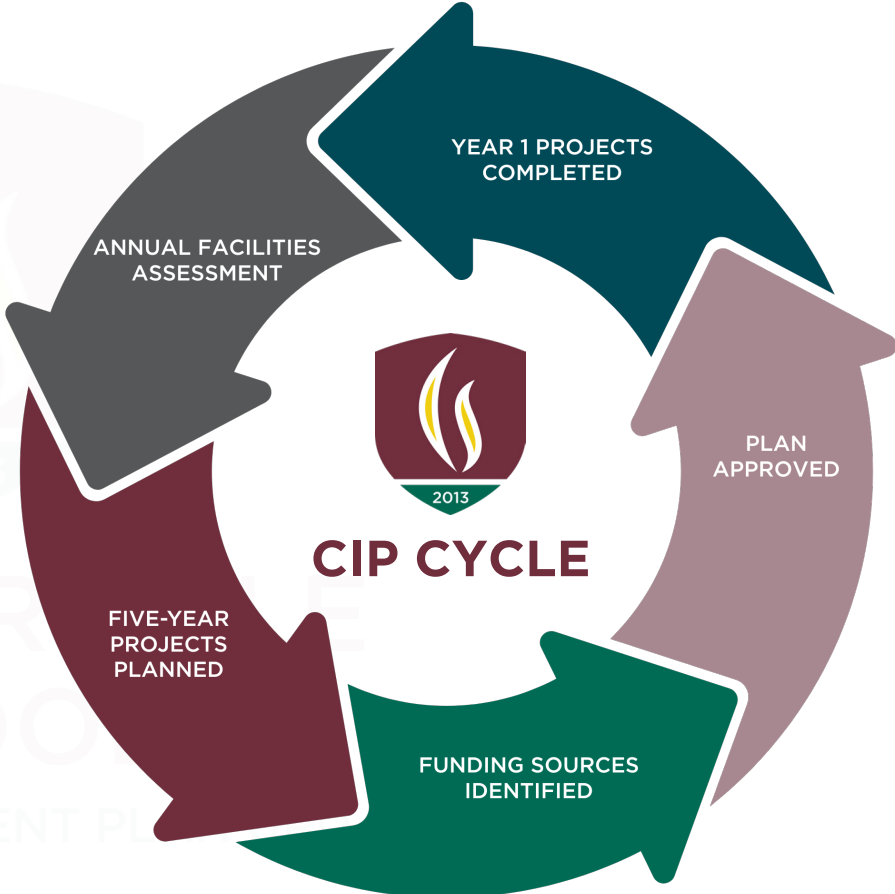 YEAR 1 PROJECTS
COMPLETED
ANNUAL FACILITIES
ASSESSMENT
2013
CIP CYCLE
PLAN
APPROVED
FIVE-YEAR
PROJECTS
PLANNED
FUNDING SOURCES
IDENTIFIED